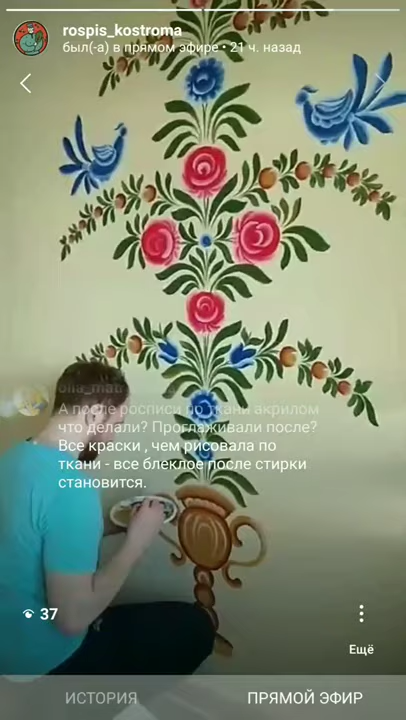 rospis_kostroma
был(-а) в прямом эфире • 21 ч. назад
olia_matr
А после росписи по ткани акрилом
что делали? Проглаживали после?
Все краски , чем рисовала по
ткани - все блеклое после стирки
становится.
37
Ещё
ИСТОРИЯ
ПРЯМОЙ ЭФИР